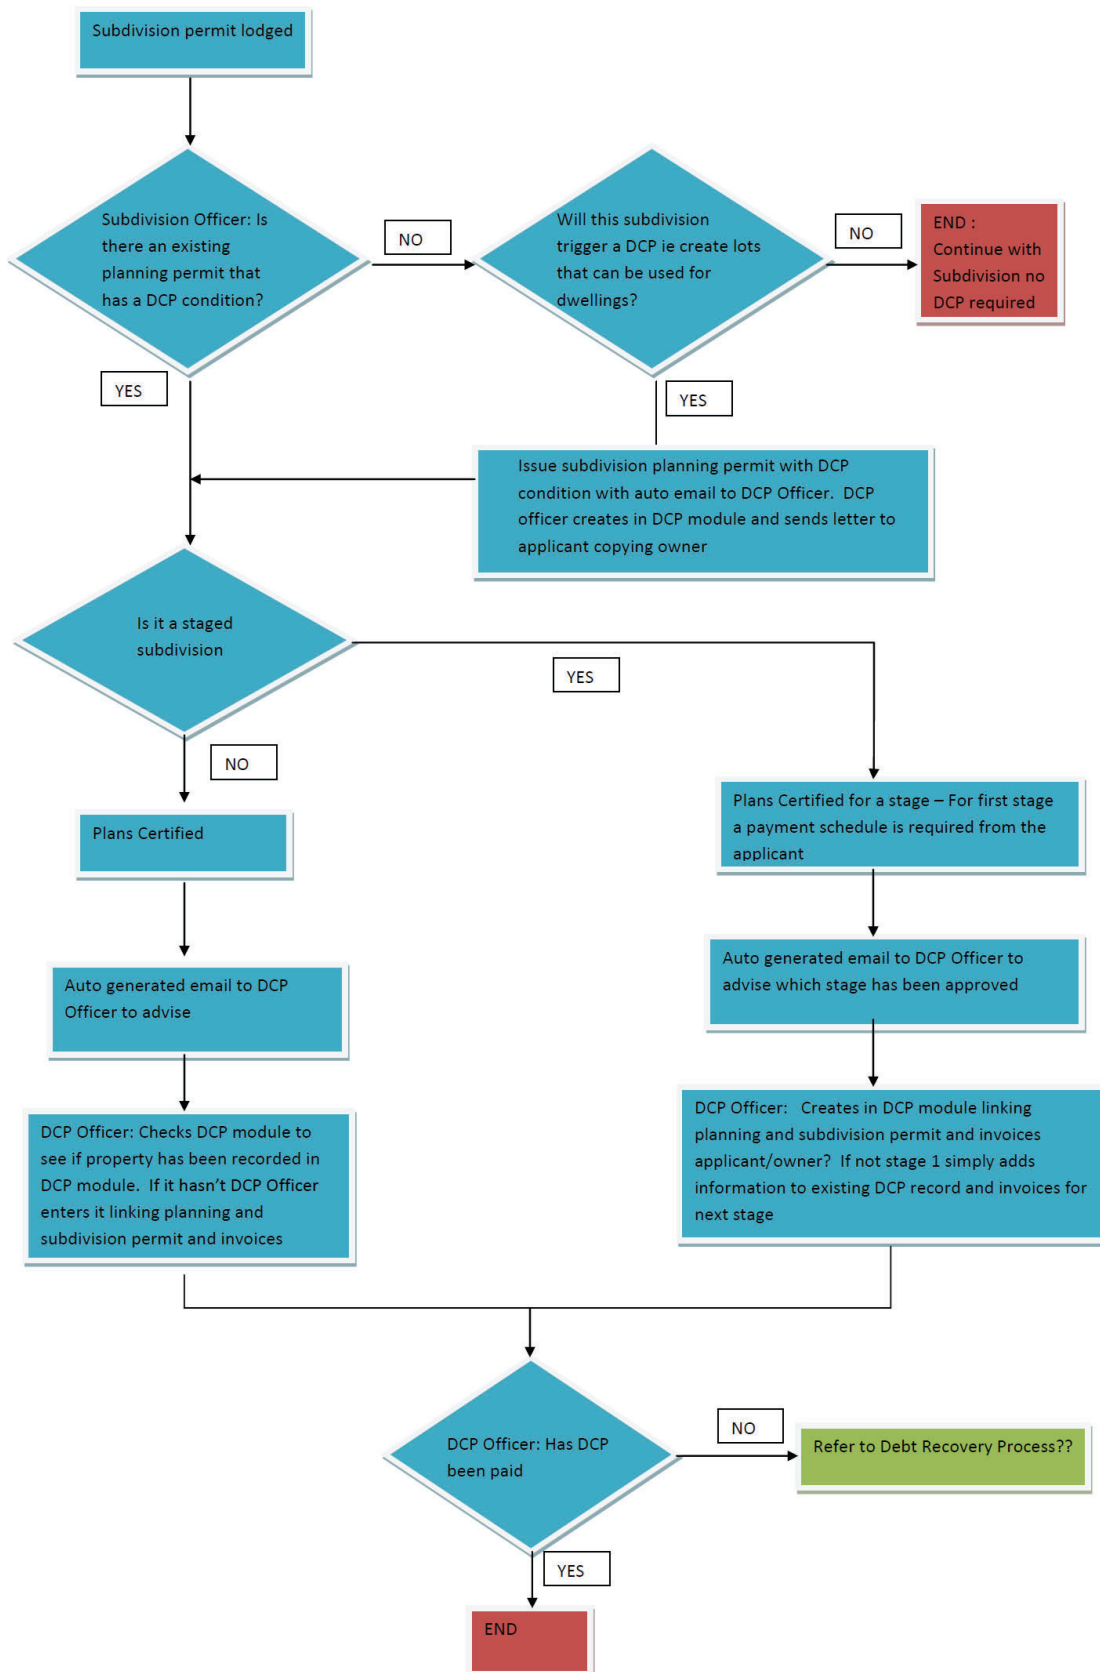 Subdivision permit lodged
Subdivision Officer: Is
there an existing
planning permit that
has a DCP condition?
NO
Will this subdivision
trigger a DCP ie create lots
that can be used for
dwellings?
NO
END :
Continue with
Subdivision no
DCP required
YES
YES
Issue subdivision planning permit with DCP
condition with auto email to DCP Officer.  DCP
officer creates in DCP module and sends letter to
applicant copying owner
Is it a staged
subdivision
YES
NO
Plans Certified
Plans Certified for a stage – For first stage
a payment schedule is required from the
applicant
Auto generated email to DCP
Officer to advise
Auto generated email to DCP Officer to
advise which stage has been approved
DCP Officer: Checks DCP module to
see if property has been recorded in
DCP module.  If it hasn’t DCP Officer
enters it linking planning and
subdivision permit and invoices
DCP Officer:   Creates in DCP module linking
planning and subdivision permit and invoices
applicant/owner?  If not stage 1 simply adds
information to existing DCP record and invoices for
next stage
DCP Officer: Has DCP
been paid
NO
Refer to Debt Recovery Process??
YES
END